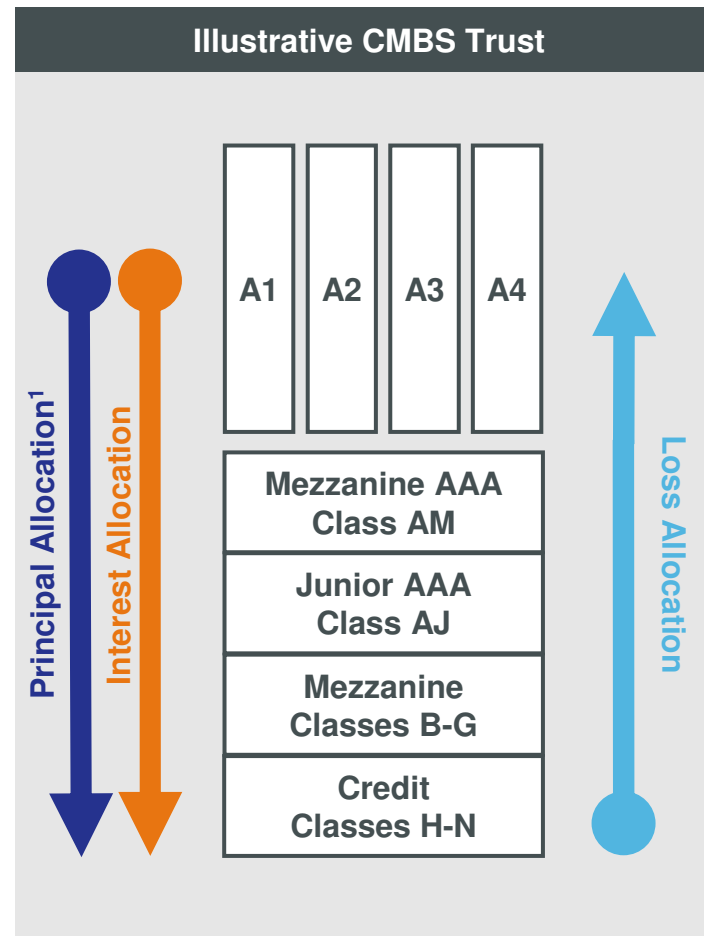 Illustrative CMBS Trust
A1
A2
A3
A4
Principal Allocation¹
Interest Allocation
Mezzanine AAA
Class AM
Junior AAA
Class AJ
Mezzanine
Classes B-G
Credit
Classes H-N
Loss Allocation